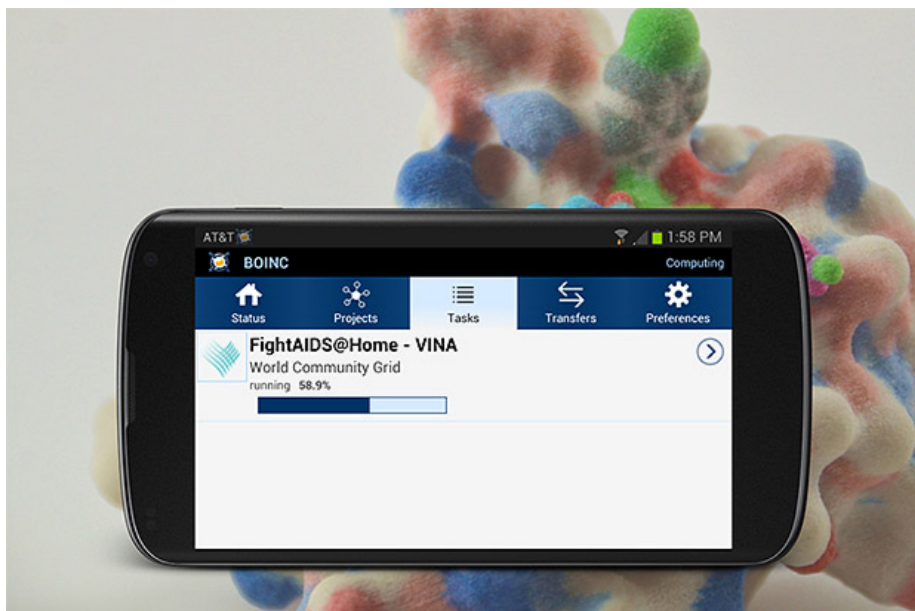 AT&T
1:58 PM
BOINC
Computing
Status
Projects
Tasks
Transfers
Preferences
FightAIDS@Home - VINA
World Community Grid
running 58.9%